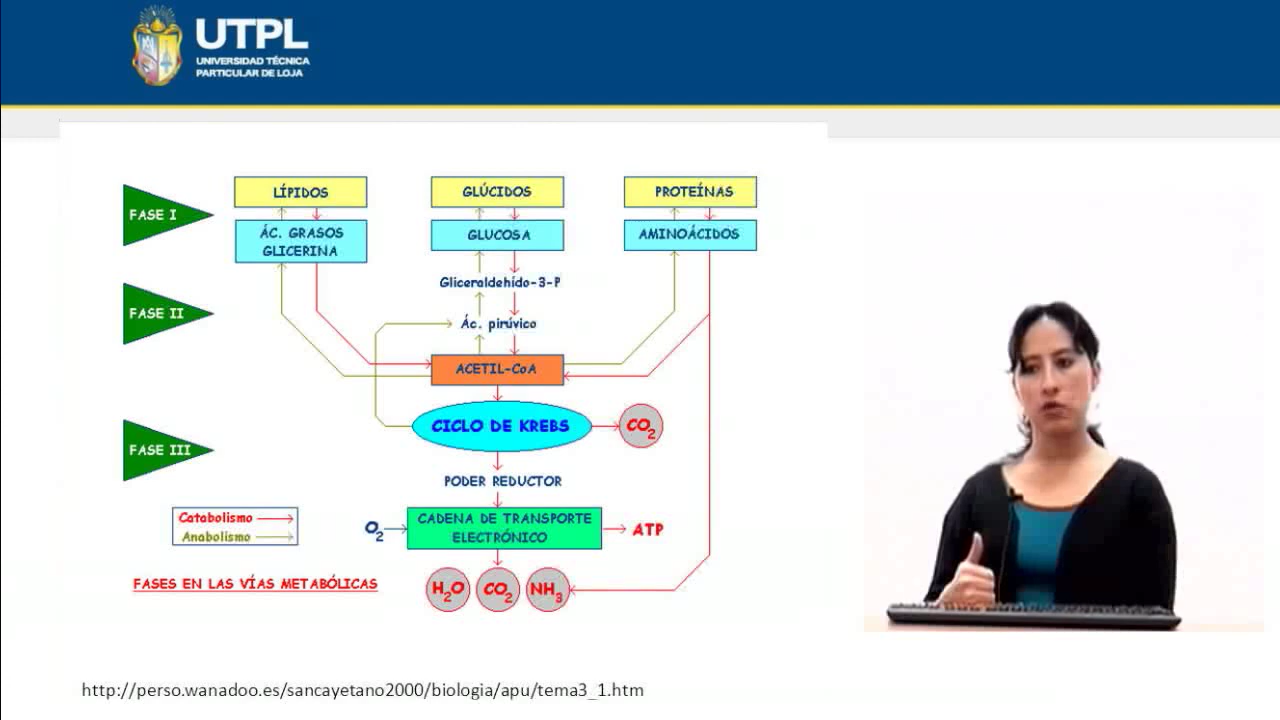 UTPL
UNIVERSIDAD TÉCNICA
PARTICULAR DE LOJA
LÍPIDOS
GLÚCIDOS
PROTEÍNAS
FASE I
ÁC. GRASOS
GLICERINA
GLUCOSA
AMINOÁCIDOS
Gliceraldehído-3-P
FASE II
Ác. pirúvico
ACETIL-CoA
CICLO DE KREBS
CO2
FASE III
PODER REDUCTOR
Catabolismo
Anabolismo
O2
CADENA DE TRANSPORTE
ELECTRÓNICO
ATP
FASES EN LAS VÍAS METABÓLICAS
H2O
CO2
NH3
http://perso.wanadoo.es/sancayetano2000/biologia/apu/tema3_1.htm